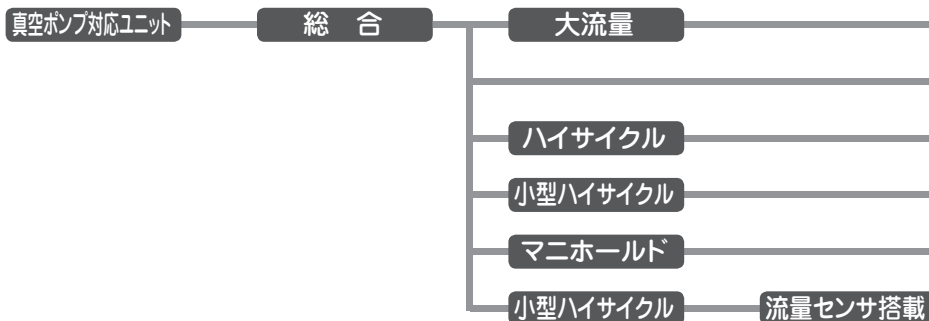 真空ポンプ対応ユニット 総 合 大流量
ハイサイクル
小型ハイサイクル
マニホールド
小型ハイサイクル 流量センサ搭載